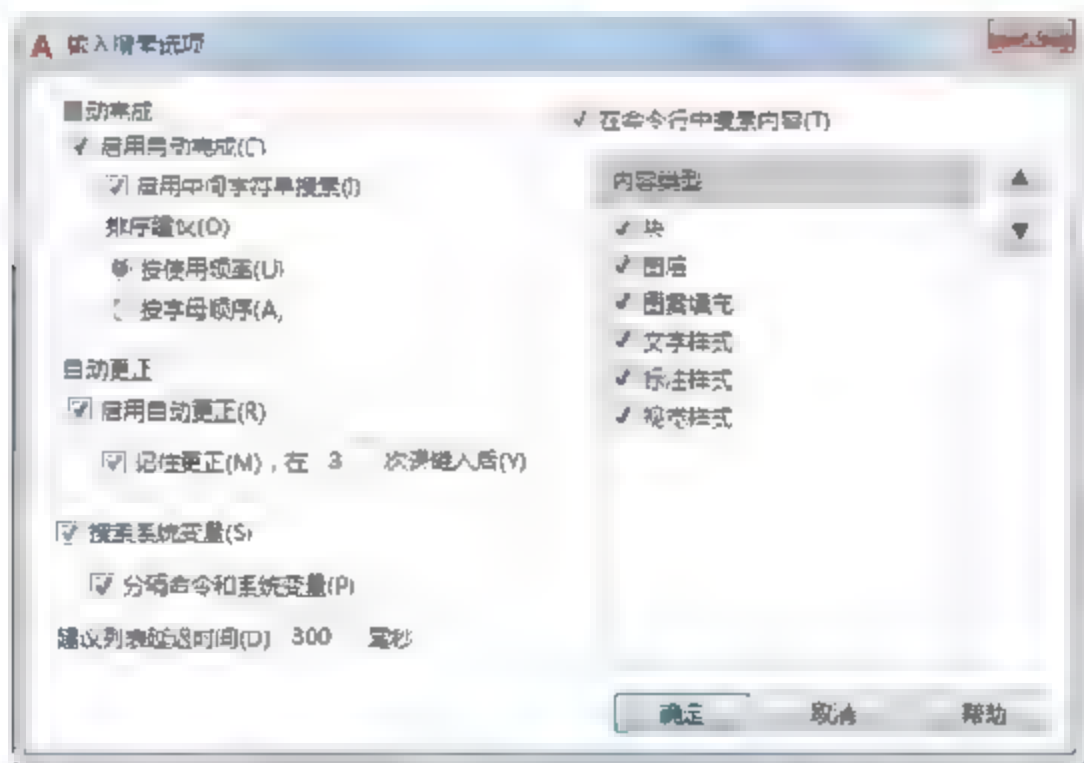 输入搜索选项
自动完成
启用自动完成(C)
启用中间字符串搜索(I)
排序建议(O)
按使用频率(U)
按字母顺序(A)
自动更正
启用自动更正(R)
记住更正(M)，在 3 次误键入后(Y)
搜索系统变量(S)
分隔命令和系统变量(P)
建议列表延迟时间(D) 300 毫秒
在命令行中搜索内容(T)
内容类型
块
图层
图案填充
文字样式
标注样式
视觉样式
确定 取消 帮助